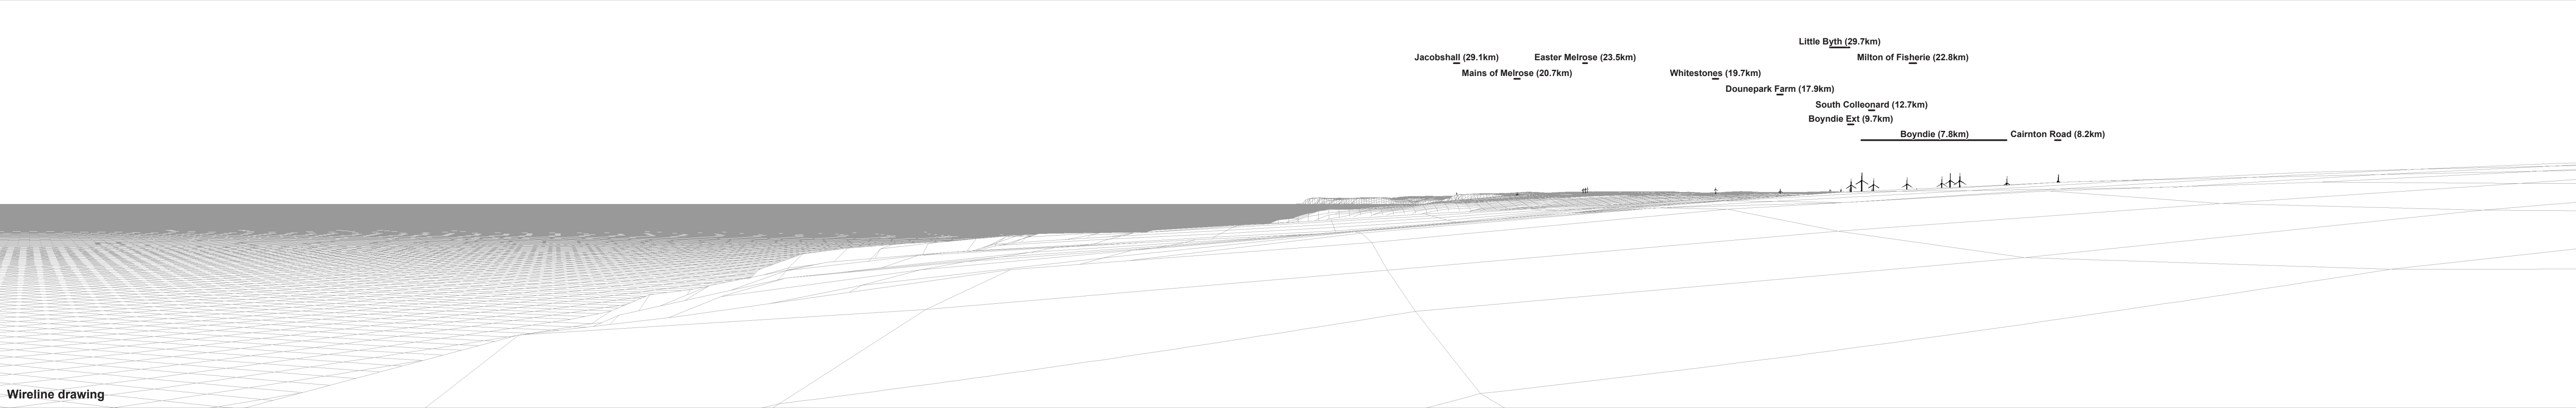 Little Byth (29.7km)
Jacobshall (29.1km)
Easter Melrose (23.5km)
Milton of Fisherie (22.8km)
Mains of Melrose (20.7km)
Whitestones (19.7km)
Dounepark Farm (17.9km)
South Colleonard (12.7km)
Boyndie Ext (9.7km)
Boyndie (7.8km)
Cairnton Road (8.2km)
Wireline drawing